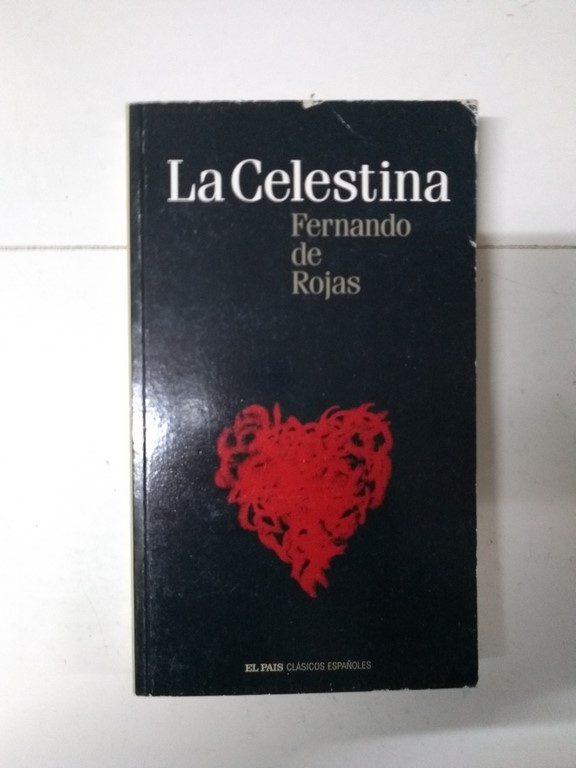 La Celestina
Fernando
de
Rojas
EL PAIS CLÁSICOS ESPAÑOLES